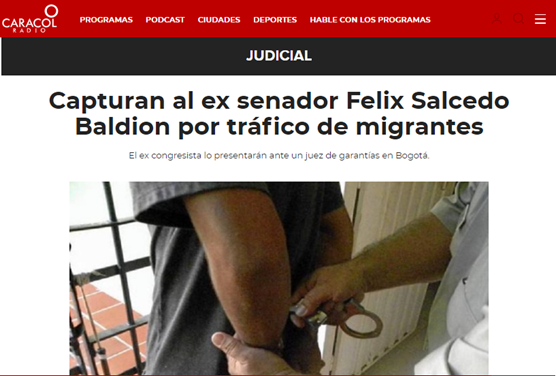 CARACOL
RADIO
PROGRAMAS PODCAST CIUDADES DEPORTES HABLE CON LOS PROGRAMAS
JUDICIAL
Capturan al ex senador Felix Salcedo
Baldion por tráfico de migrantes
El ex congresista lo presentarán ante un juez de garantías en Bogotá.